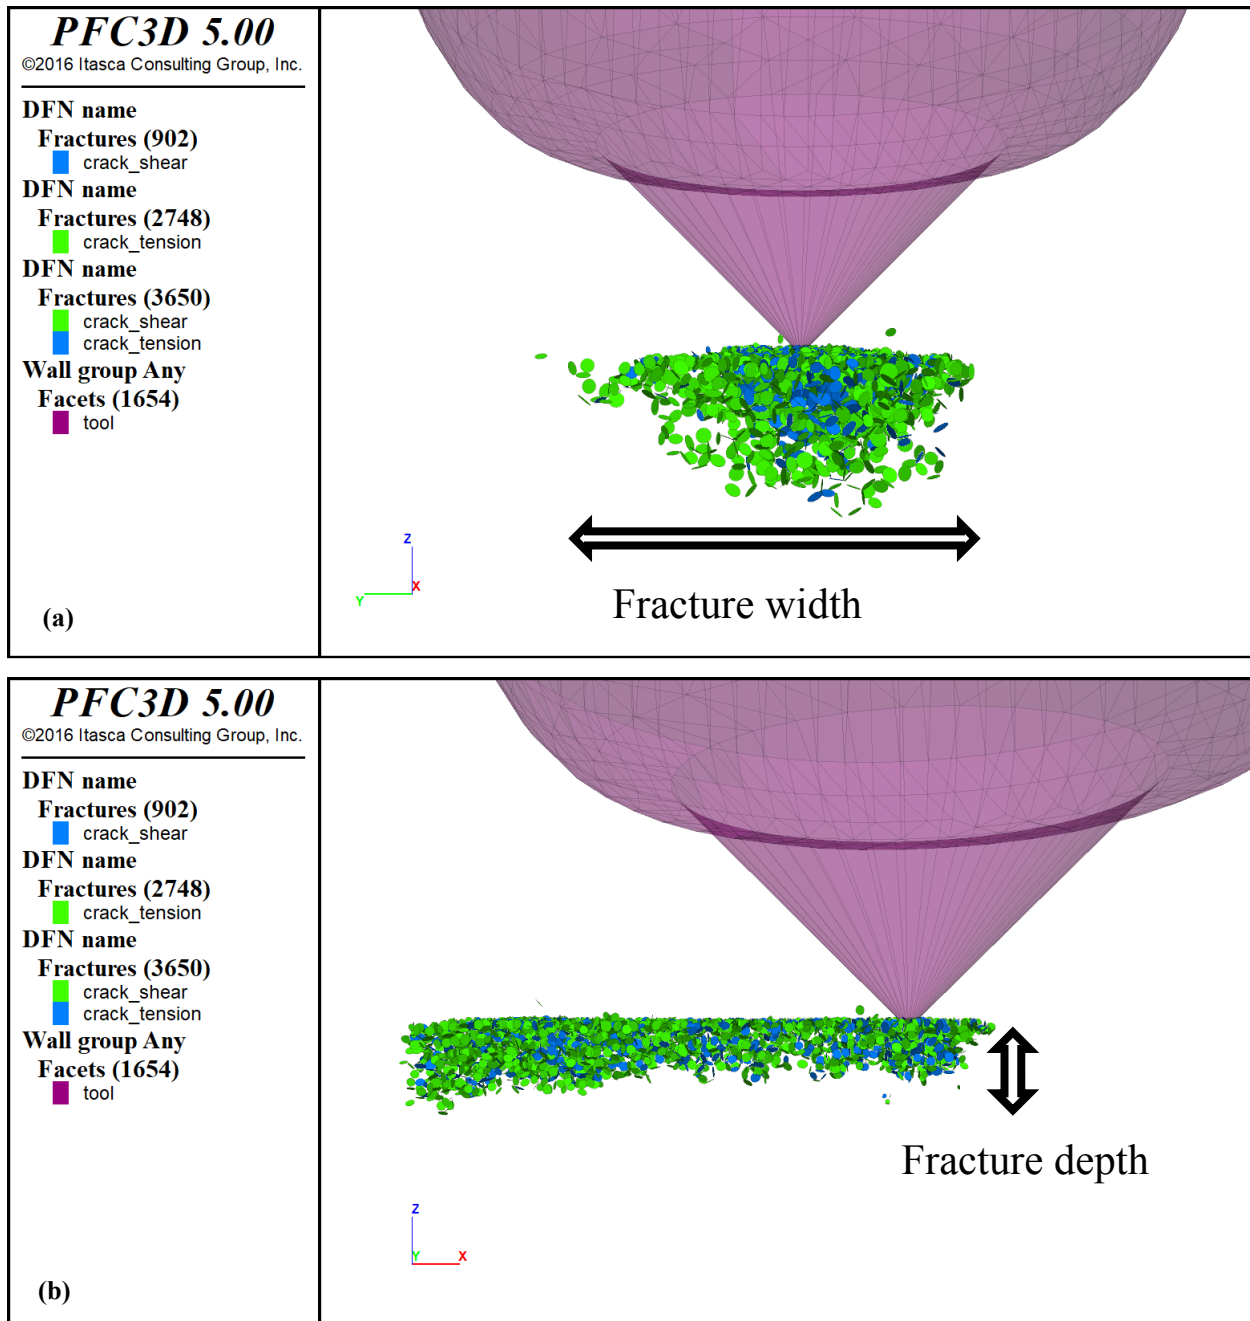 PFC3D 5.00
©2016 Itasca Consulting Group, Inc.
DFN name
Fractures (902)
crack_shear
DFN name
Fractures (2748)
crack_tension
DFN name
Fractures (3650)
crack_shear
crack_tension
Wall group Any
Facets (1654)
tool
(a)
Z
X
Y
Fracture width
PFC3D 5.00
©2016 Itasca Consulting Group, Inc.
DFN name
Fractures (902)
crack_shear
DFN name
Fractures (2748)
crack_tension
DFN name
Fractures (3650)
crack_shear
crack_tension
Wall group Any
Facets (1654)
tool
(b)
Fracture depth
Z
Y X